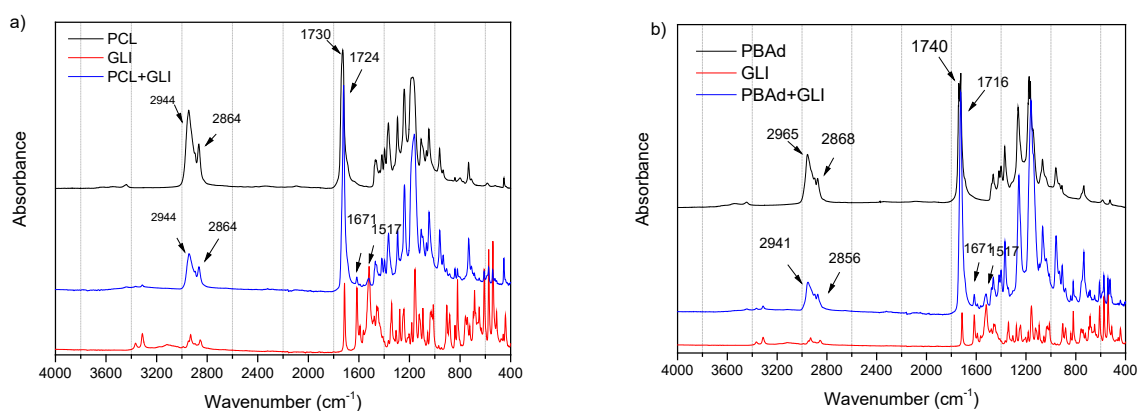 a)
PCL
GLI
PCL+GLI
1730
1724
2944
2864
2944
2864
1671
1517
Absorbance
4000 3600 3200 2800 2400 2000 1600 1200 800 400
Wavenumber (cm⁻¹)
b)
PBAd
GLI
PBAd+GLI
1740
1716
2965
2868
2941
2856
1671
1517
Absorbance
4000 3600 3200 2800 2400 2000 1600 1200 800 400
Wavenumber (cm⁻¹)